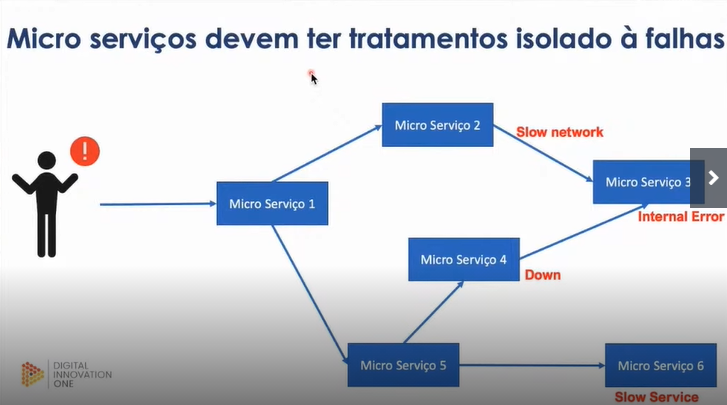 Micro serviços devem ter tratamentos isolado à falhas
!
Micro Serviço 2
Slow network
Micro Serviço 3
Micro Serviço 1
Internal Error
Micro Serviço 4
Down
Micro Serviço 5
Micro Serviço 6
Slow Service
DIGITAL
INNOVATION
ONE